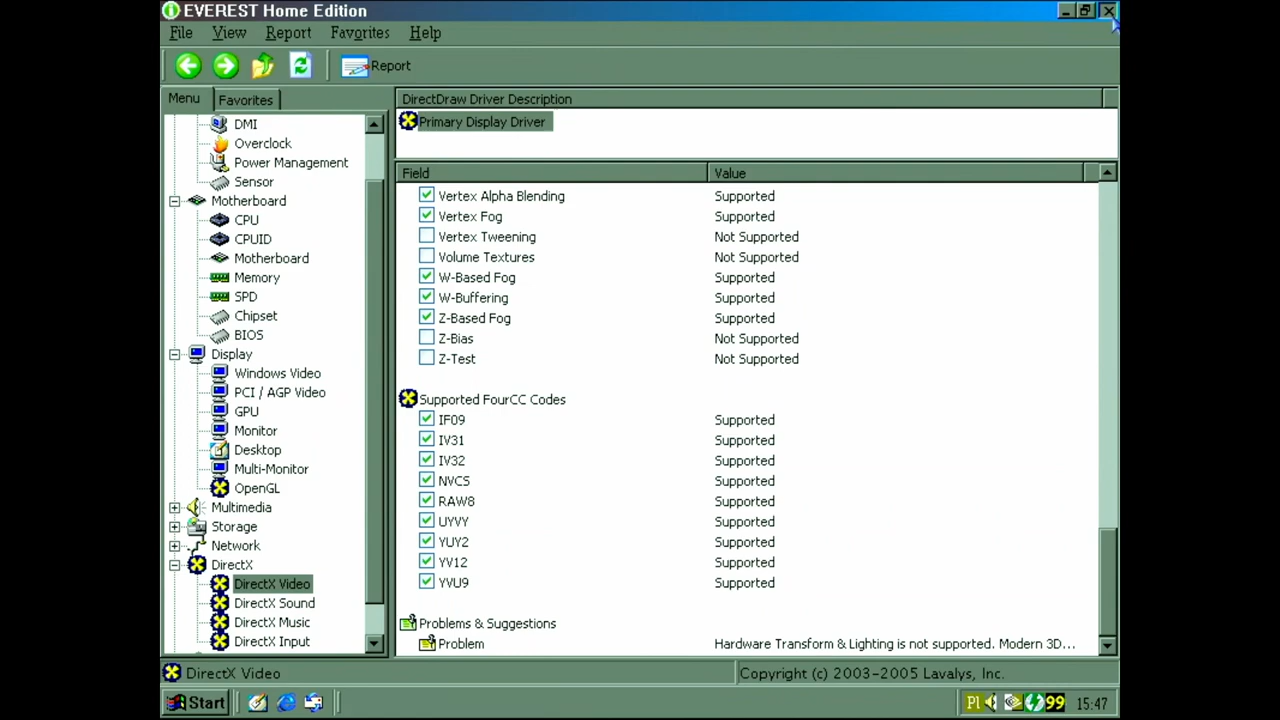 EVEREST Home Edition
File View Report Favorites Help
Report
Menu Favorites
DMI
Overclock
Power Management
Sensor
Motherboard
CPU
CPUID
Motherboard
Memory
SPD
Chipset
BIOS
Display
Windows Video
PCI / AGP Video
GPU
Monitor
Desktop
Multi-Monitor
OpenGL
Multimedia
Storage
Network
DirectX
DirectX Video
DirectX Sound
DirectX Music
DirectX Input
DirectDraw Driver Description
Primary Display Driver
Field Value
Vertex Alpha Blending Supported
Vertex Fog Supported
Vertex Tweening Not Supported
Volume Textures Not Supported
W-Based Fog Supported
W-Buffering Supported
Z-Based Fog Supported
Z-Bias Not Supported
Z-Test Not Supported
Supported FourCC Codes
IF09 Supported
IV31 Supported
IV32 Supported
NVCS Supported
RAW8 Supported
UYVY Supported
YUY2 Supported
YV12 Supported
YVU9 Supported
Problems & Suggestions
Problem Hardware Transform & Lighting is not supported. Modern 3D...
DirectX Video Copyright (c) 2003-2005 Lavalys, Inc.
Start Pl 99 15:47